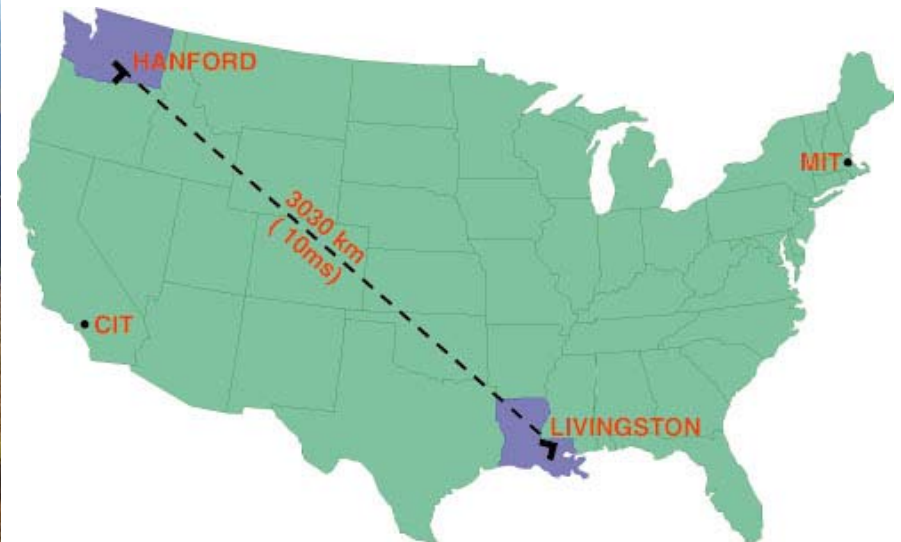 HANFORD
MIT
3030 km
( 10ms)
CIT
LIVINGSTON